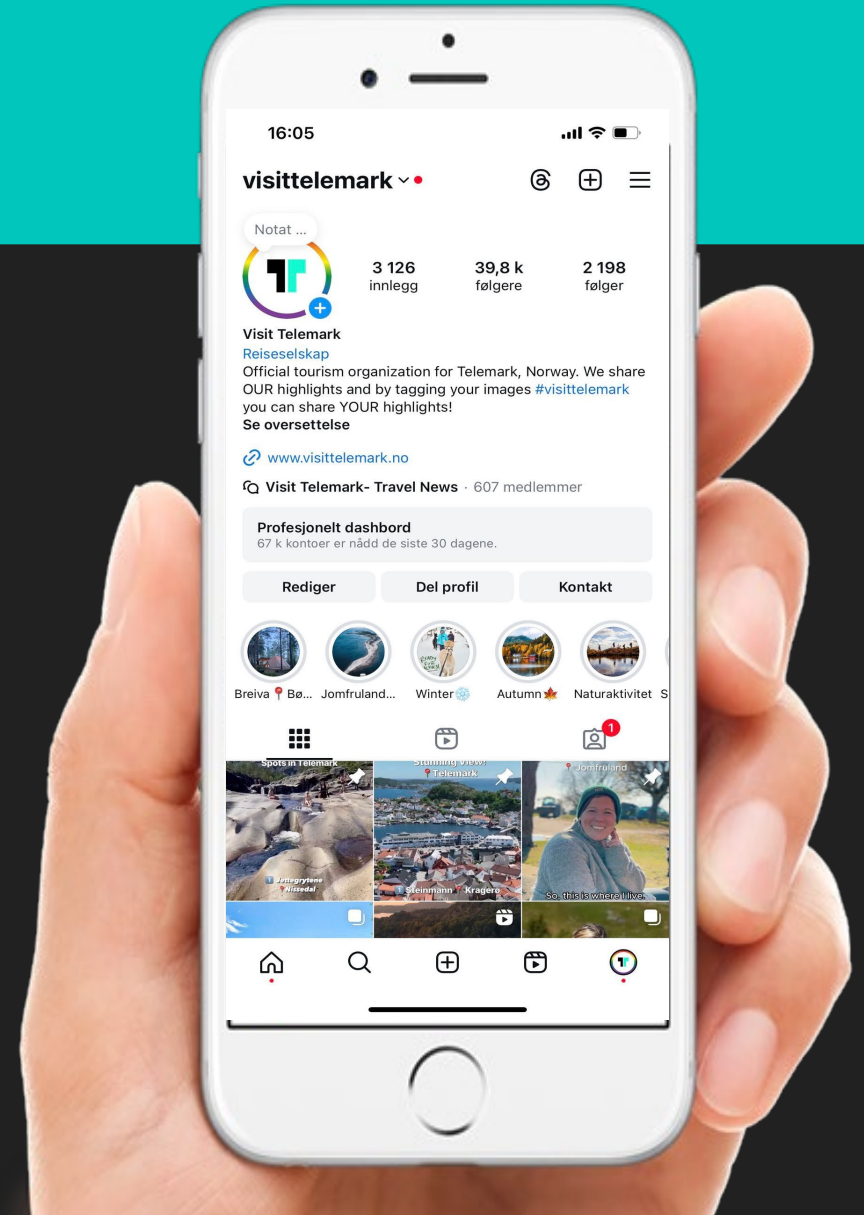 16:05
visittelemark
Notat ...
3 126
innlegg
39,8 k
følgere
2 198
følger
Visit Telemark
Reiseselskap
Official tourism organization for Telemark, Norway. We share
OUR highlights and by tagging your images #visittelemark
you can share YOUR highlights!
Se oversettelse
www.visittelemark.no
Visit Telemark- Travel News · 607 medlemmer
Profesjonelt dashbord
67 k kontoer er nådd de siste 30 dagene.
Rediger
Del profil
Kontakt
Breiva📍Bø...
Jomfruland...
Winter❄️
Autumn🍁
Naturaktivitet
S
1
Spots in Telemark
Stunning View!
📍Telemark
📍Jomfruland
1 Jettegrytene
📍Nissedal
1 Steinmann📍Kragerø
So, this is where I live